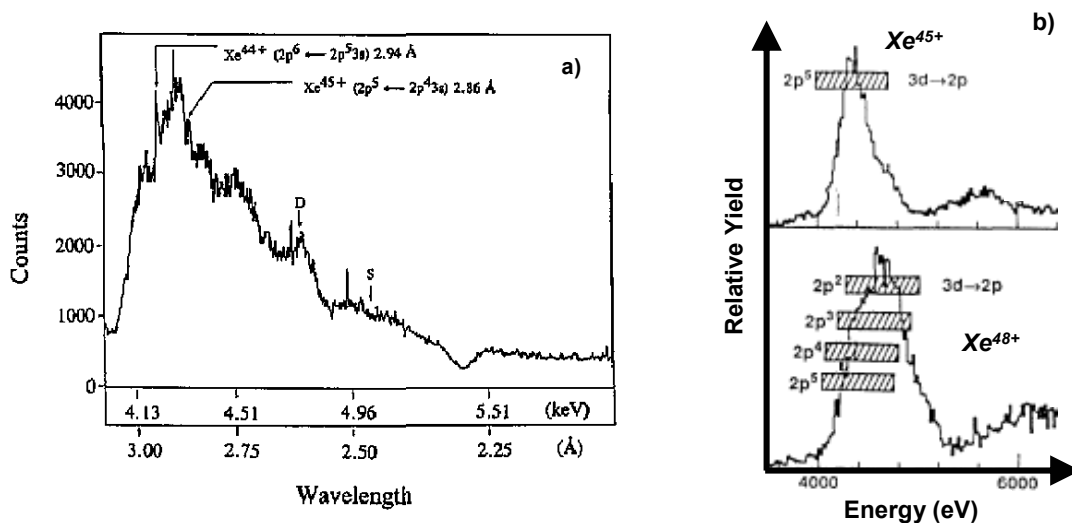 a)
Xe44+ (2p6 ← 2p53s) 2.94 Å
Xe45+ (2p5 ← 2p43s) 2.86 Å
Counts
4000
3000
2000
1000
0
D
S
4.13 4.51 4.96 5.51 (keV)
3.00 2.75 2.50 2.25 (Å)
Wavelength
b)
Xe45+
2p5 3d→2p
Relative Yield
2p2 3d→2p
2p3
Xe48+
2p4
2p5
4000 6000
Energy (eV)